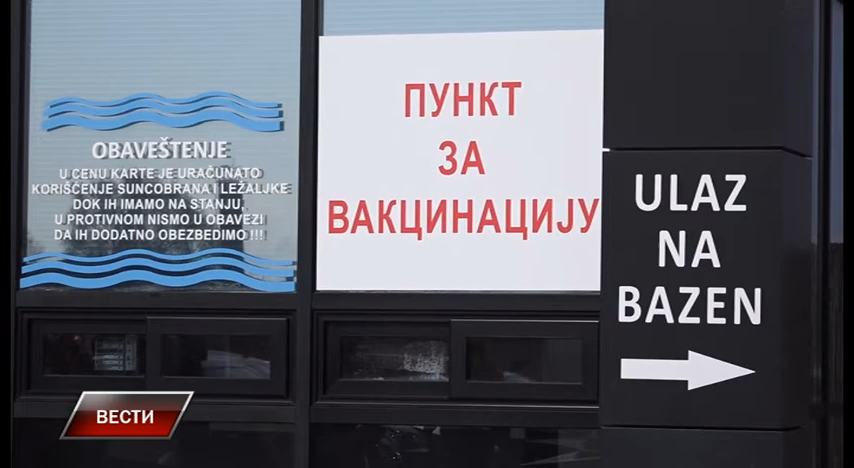 OBAVEŠTENJE
U CENU KARTE JE URAČUNATO
KORIŠĆENJE SUNCOBRANA I LEŽALJKE
DOK IH IMAMO NA STANJU,
U PROTIVNOM NISMO U OBAVEZI
DA IH DODATNO OBEZBEDIMO !!!
ПУНКТ
ЗА
ВАКЦИНАЦИЈУ
ULAZ
NA
BAZEN
ВЕСТИ